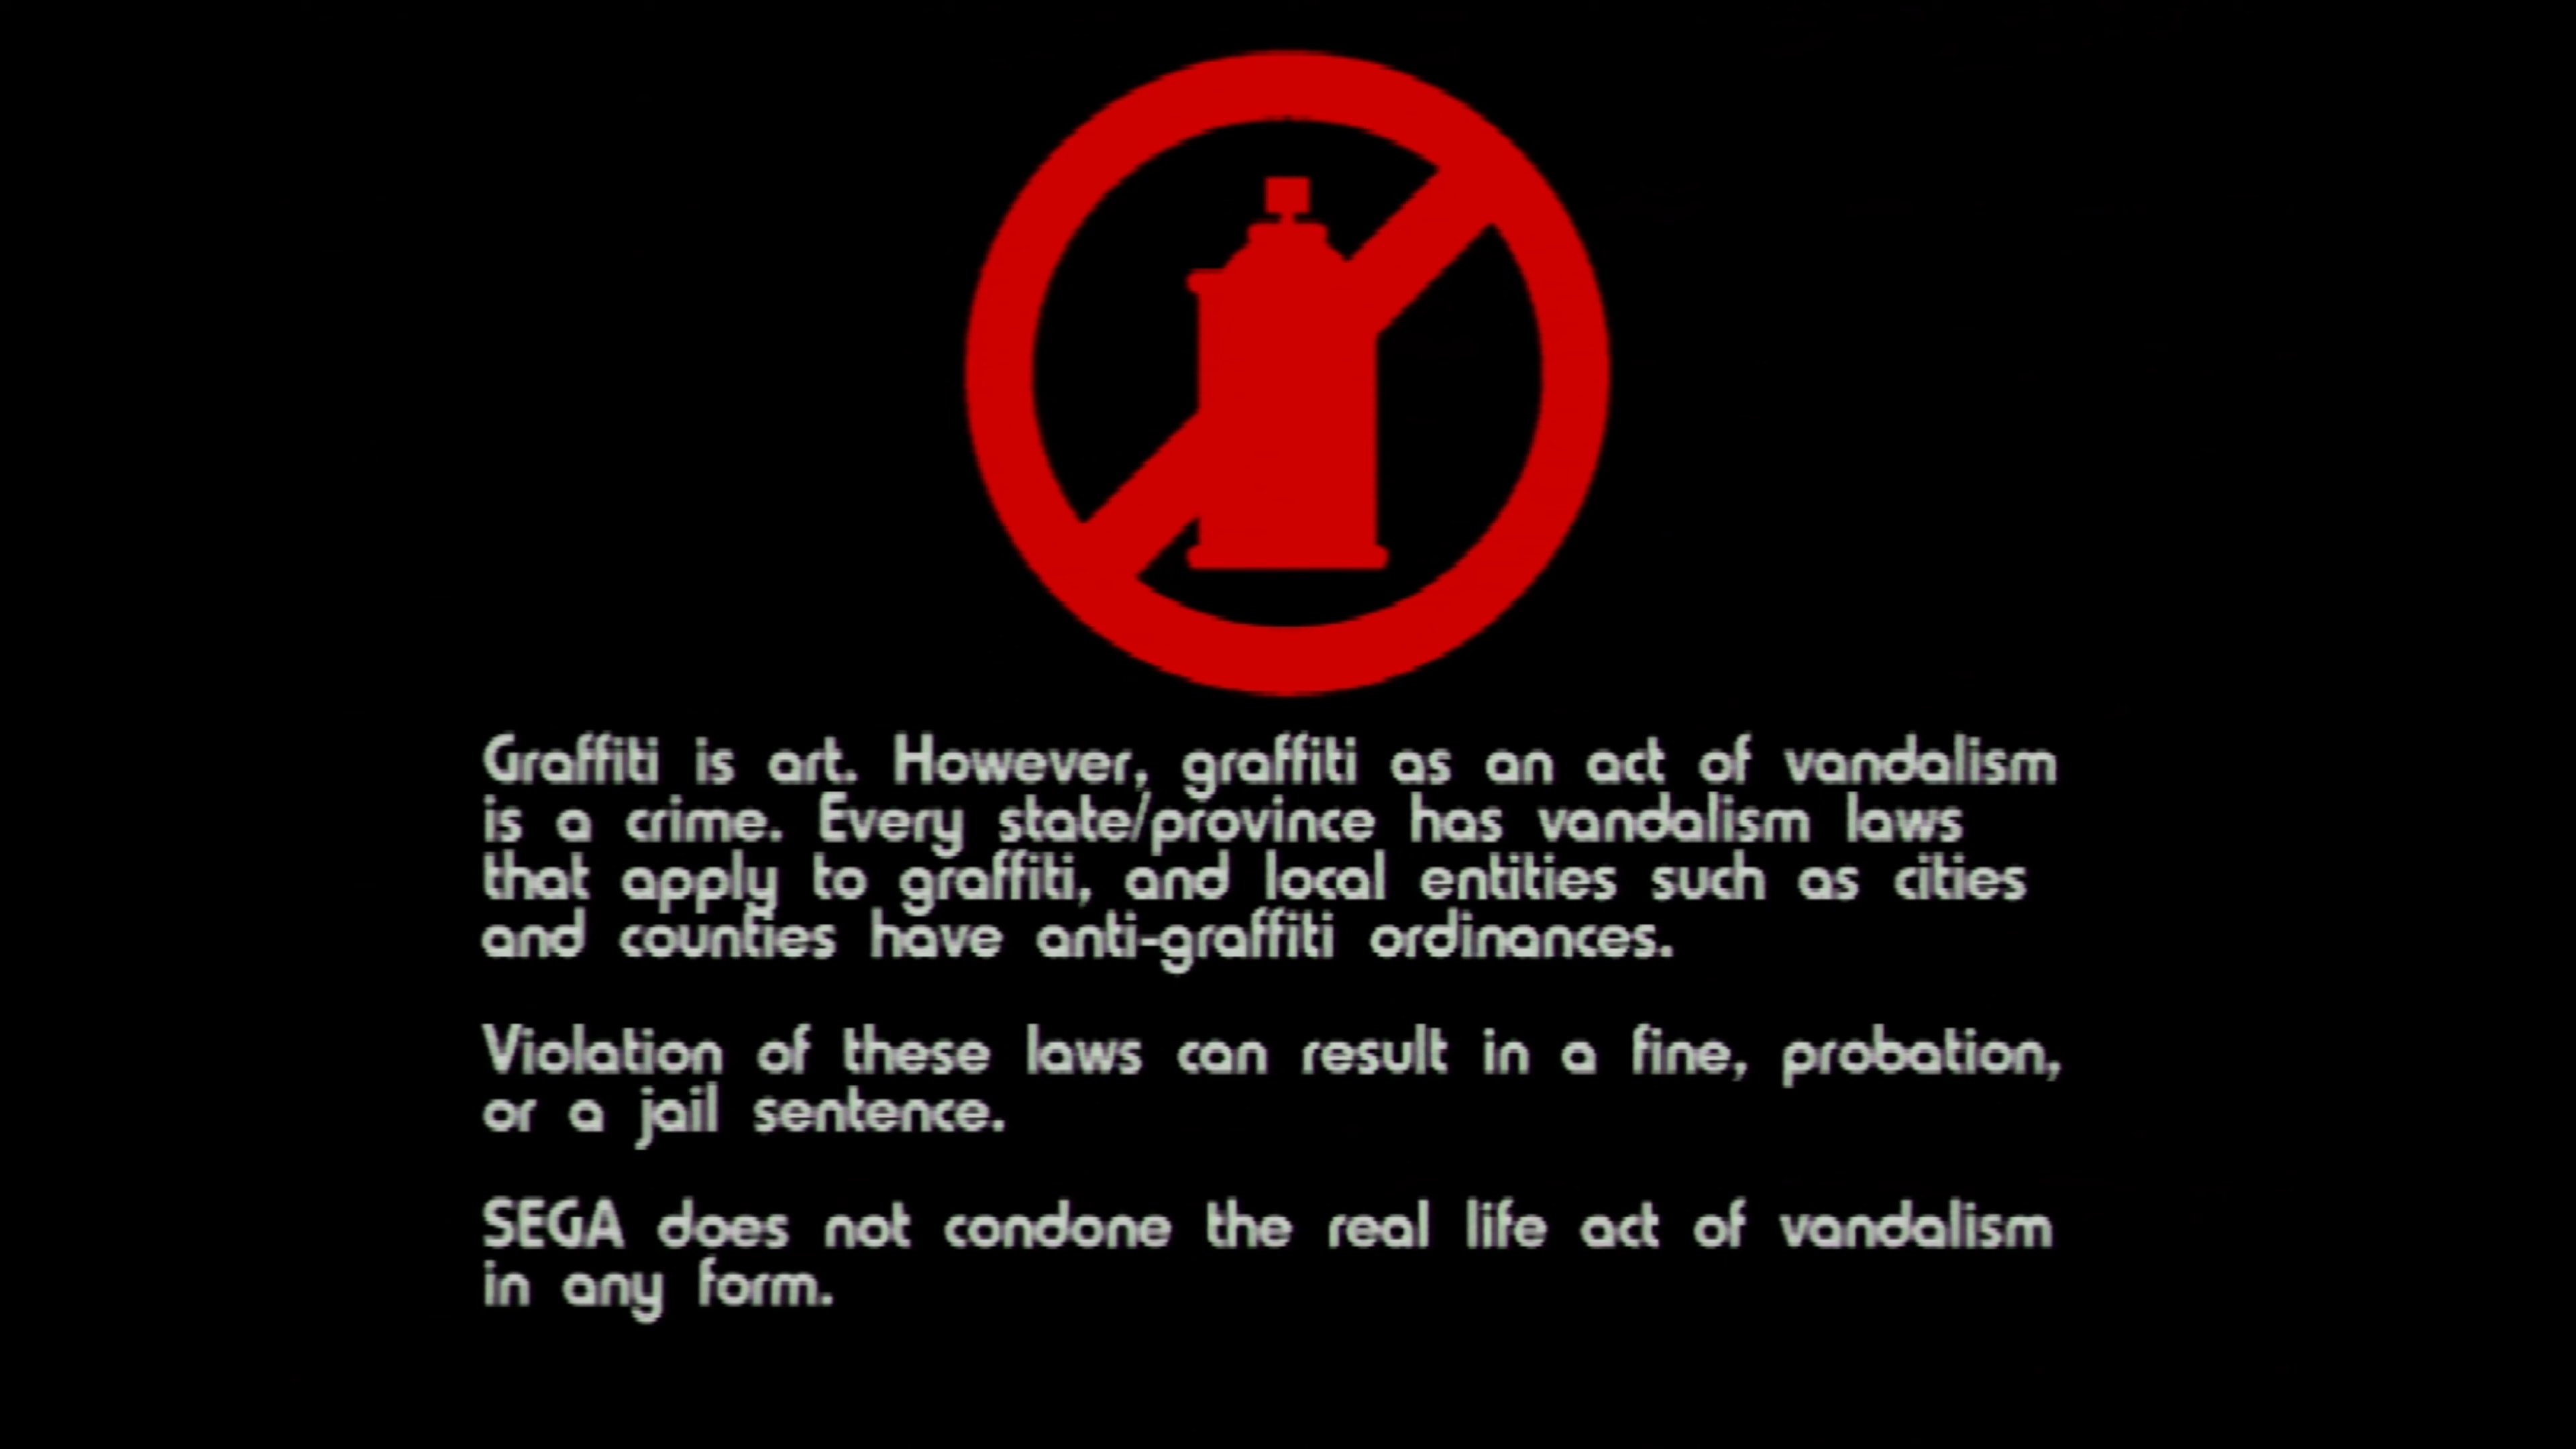 Graffiti is art. However, graffiti as an act of vandalism
is a crime. Every state/province has vandalism laws
that apply to graffiti, and local entities such as cities
and counties have anti-graffiti ordinances.
Violation of these laws can result in a fine, probation,
or a jail sentence.
SEGA does not condone the real life act of vandalism
in any form.